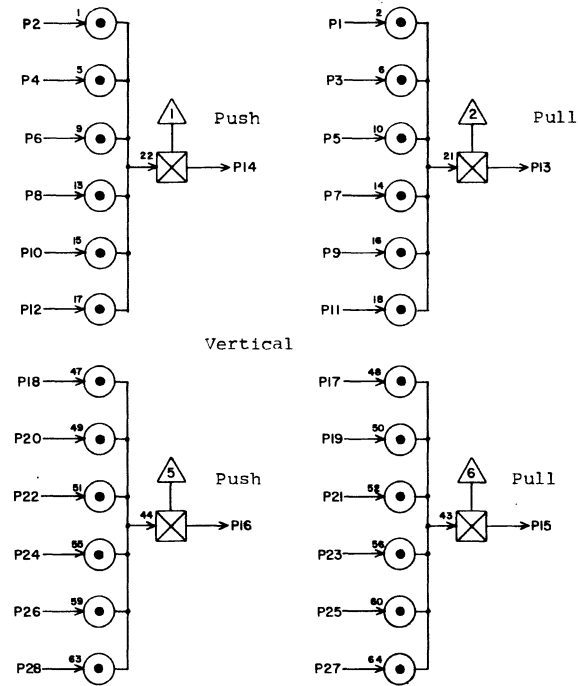 P2 1
P4 5
P6 9
P8 13
P10 15
P12 17
1 Push
22 P14
P1 2
P3 6
P5 10
P7 14
P9 16
P11 18
2 Pull
21 P13
Vertical
P18 47
P20 49
P22 51
P24 55
P26 59
P28 63
5 Push
44 P16
P17 48
P19 50
P21 52
P23 56
P25 60
P27 64
6 Pull
43 P15